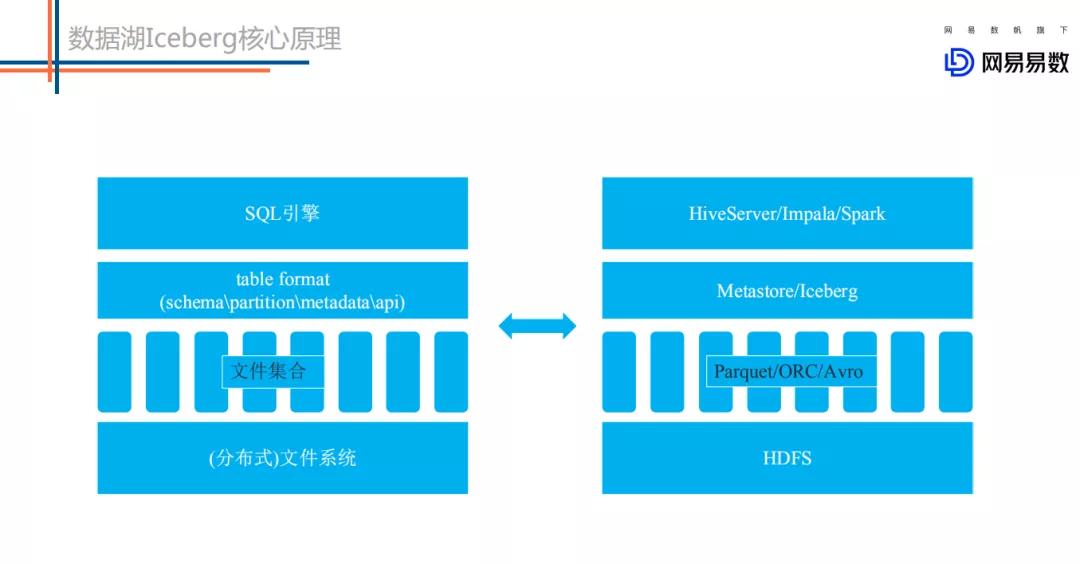 数据湖Iceberg核心原理
网易数帆旗下
网易易数
SQL引擎
table format
(schema\partition\metadata\api)
文件集合
(分布式)文件系统
HiveServer/Impala/Spark
Metastore/Iceberg
Parquet/ORC/Avro
HDFS